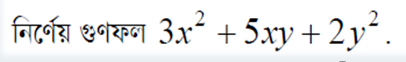 নির্ণেয় গুণফল 3x² + 5xy + 2y² .